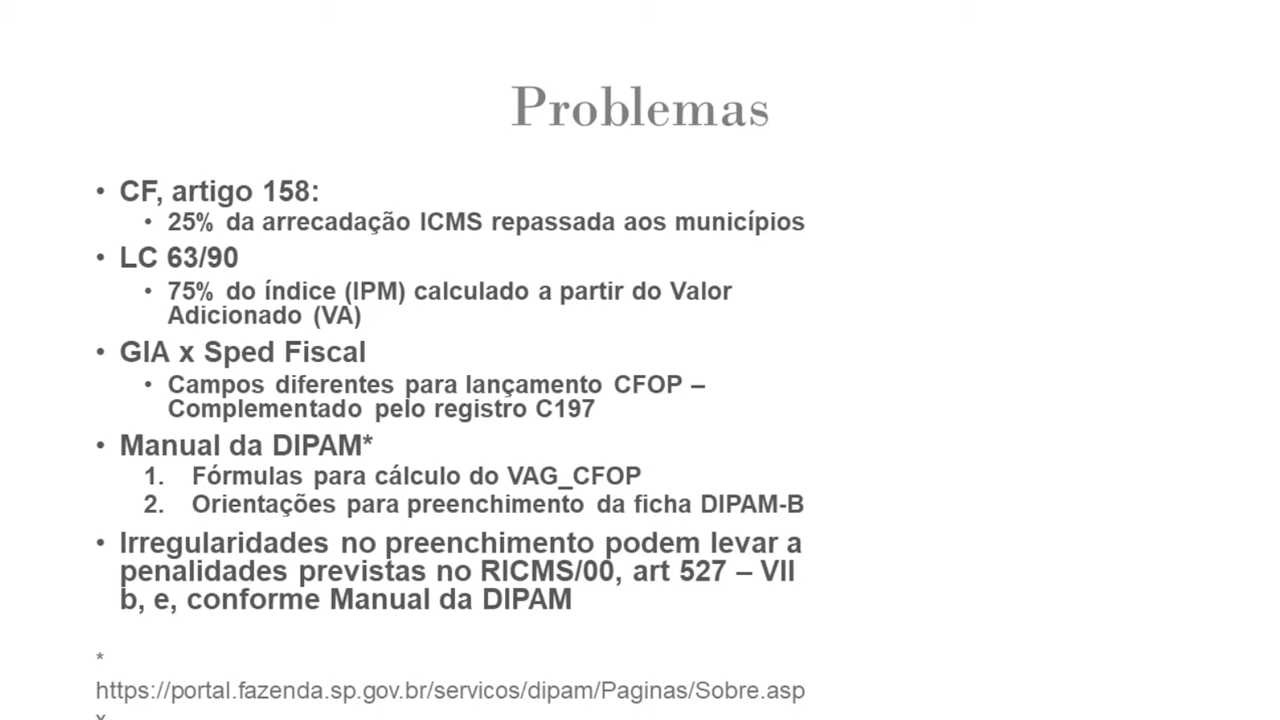 Problemas
• CF, artigo 158:
• 25% da arrecadação ICMS repassada aos municípios
• LC 63/90
• 75% do índice (IPM) calculado a partir do Valor
Adicionado (VA)
• GIA x Sped Fiscal
• Campos diferentes para lançamento CFOP –
Complementado pelo registro C197
• Manual da DIPAM*
1. Fórmulas para cálculo do VAG_CFOP
2. Orientações para preenchimento da ficha DIPAM-B
• Irregularidades no preenchimento podem levar a
penalidades previstas no RICMS/00, art 527 – VII
b, e, conforme Manual da DIPAM
*
https://portal.fazenda.sp.gov.br/servicos/dipam/Paginas/Sobre.asp
x